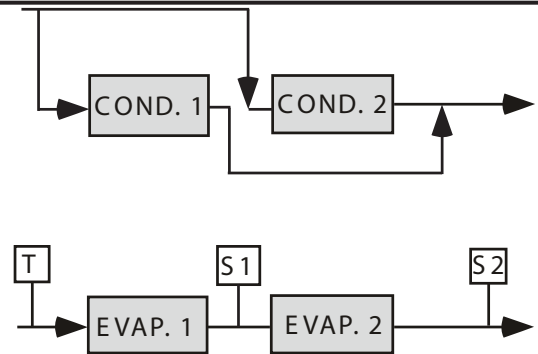 COND. 1
COND. 2
T
S1
S2
EVAP. 1
EVAP. 2